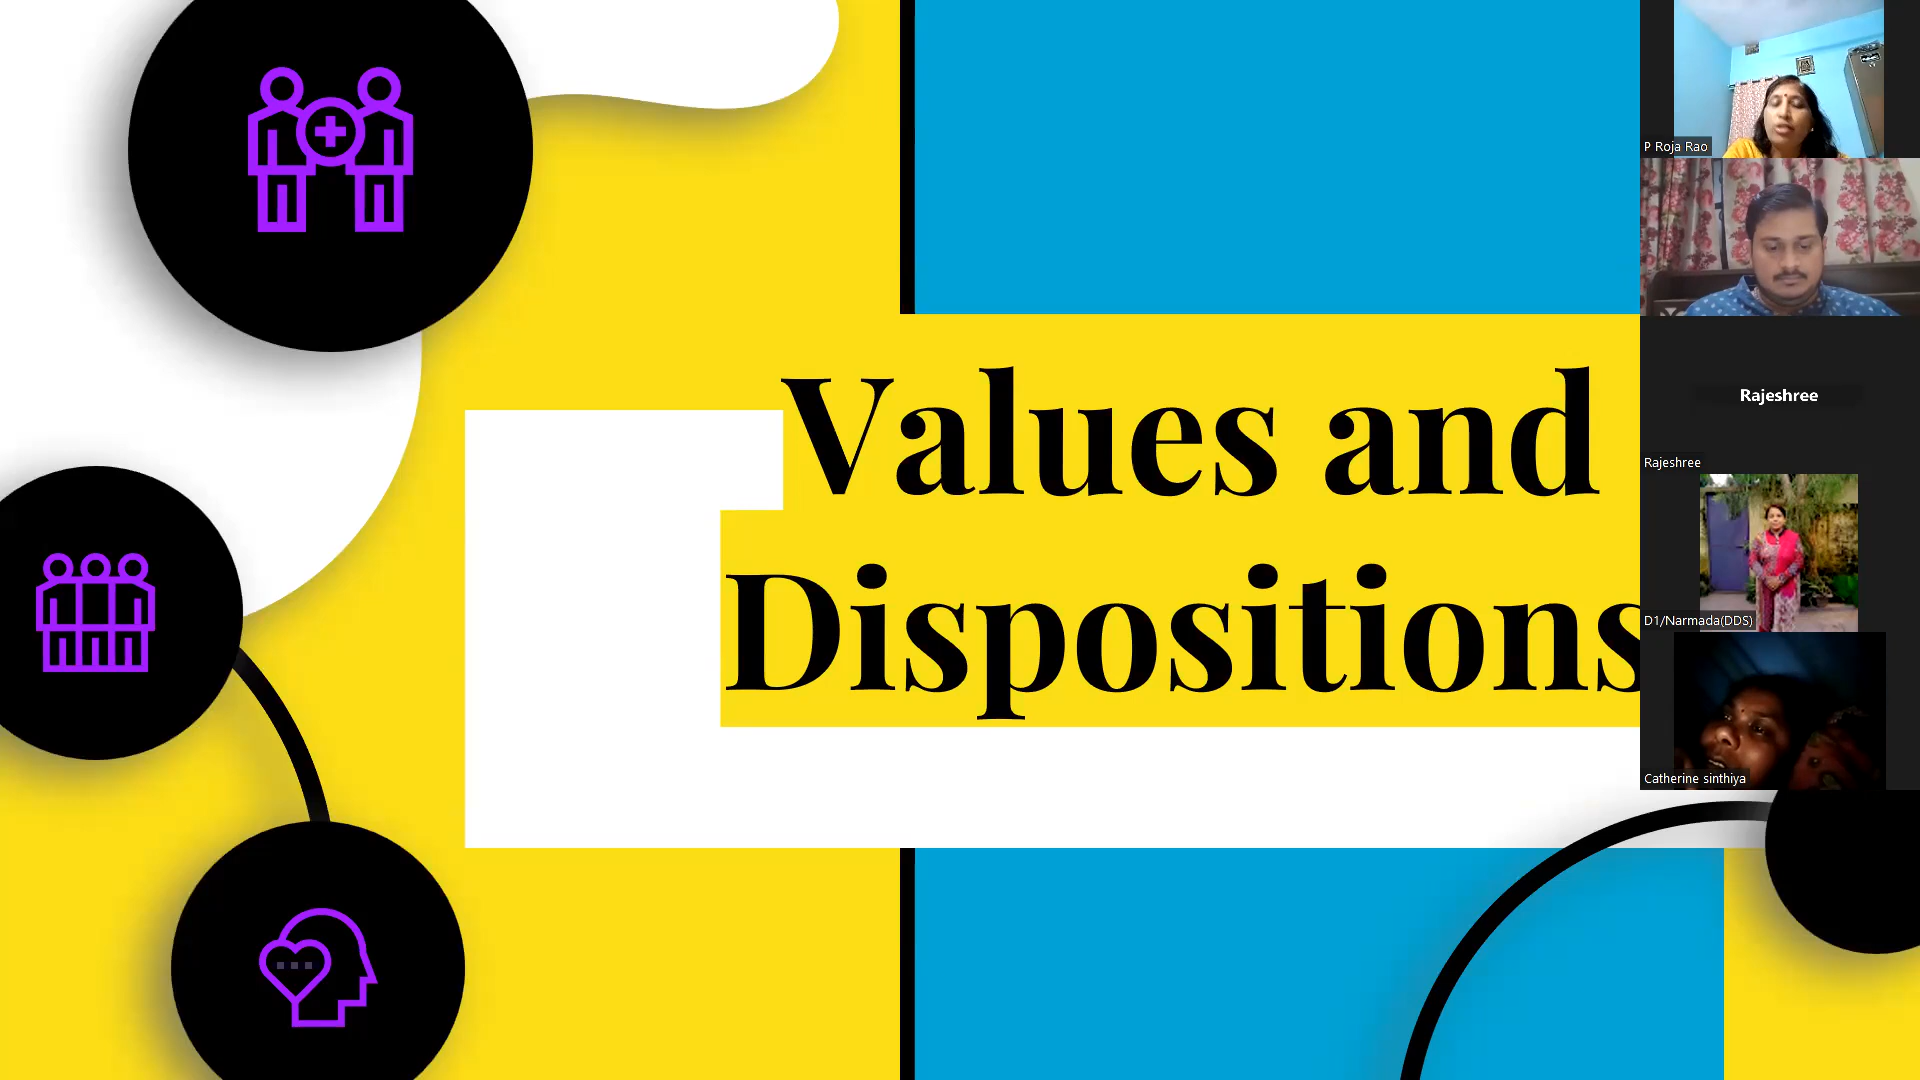 Values and
Dispositions
P Roja Rao
Rajeshree
Rajeshree
D1/Narmada(DDS)
Catherine sinthiya